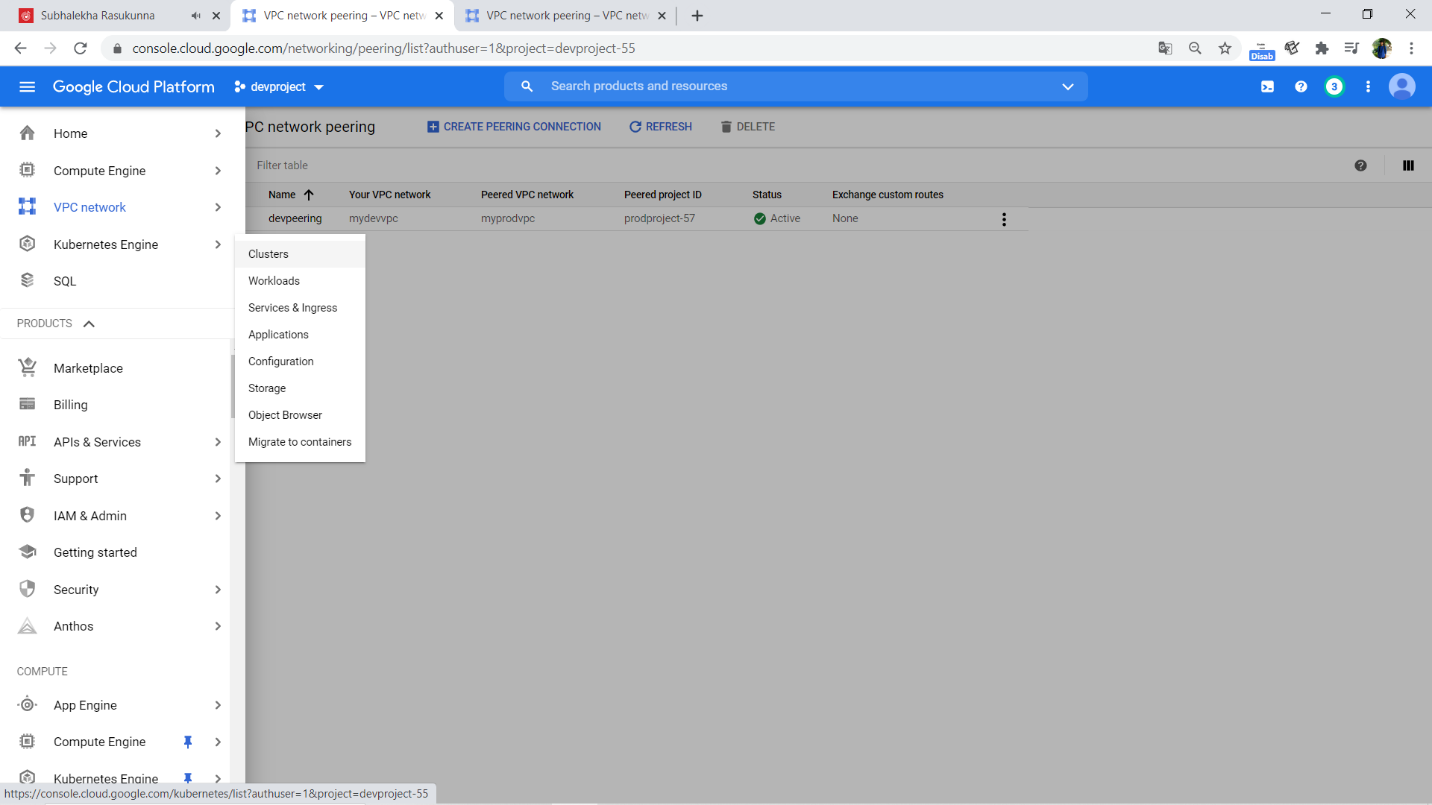 Subhalekha Rasukunna
VPC network peering – VPC netw
VPC network peering – VPC netw
console.cloud.google.com/networking/peering/list?authuser=1&project=devproject-55
Disab
Google Cloud Platform
devproject
Search products and resources
3
Home
Compute Engine
VPC network
Kubernetes Engine
SQL
PRODUCTS
Marketplace
Billing
API
APIs & Services
Support
IAM & Admin
Getting started
Security
Anthos
COMPUTE
App Engine
Compute Engine
Kubernetes Engine
Clusters
Workloads
Services & Ingress
Applications
Configuration
Storage
Object Browser
Migrate to containers
PC network peering
CREATE PEERING CONNECTION
REFRESH
DELETE
Filter table
Name Your VPC network Peered VPC network Peered project ID Status Exchange custom routes
devpeering mydevvpc myprodvpc prodproject-57 Active None
https://console.cloud.google.com/kubernetes/list?authuser=1&project=devproject-55